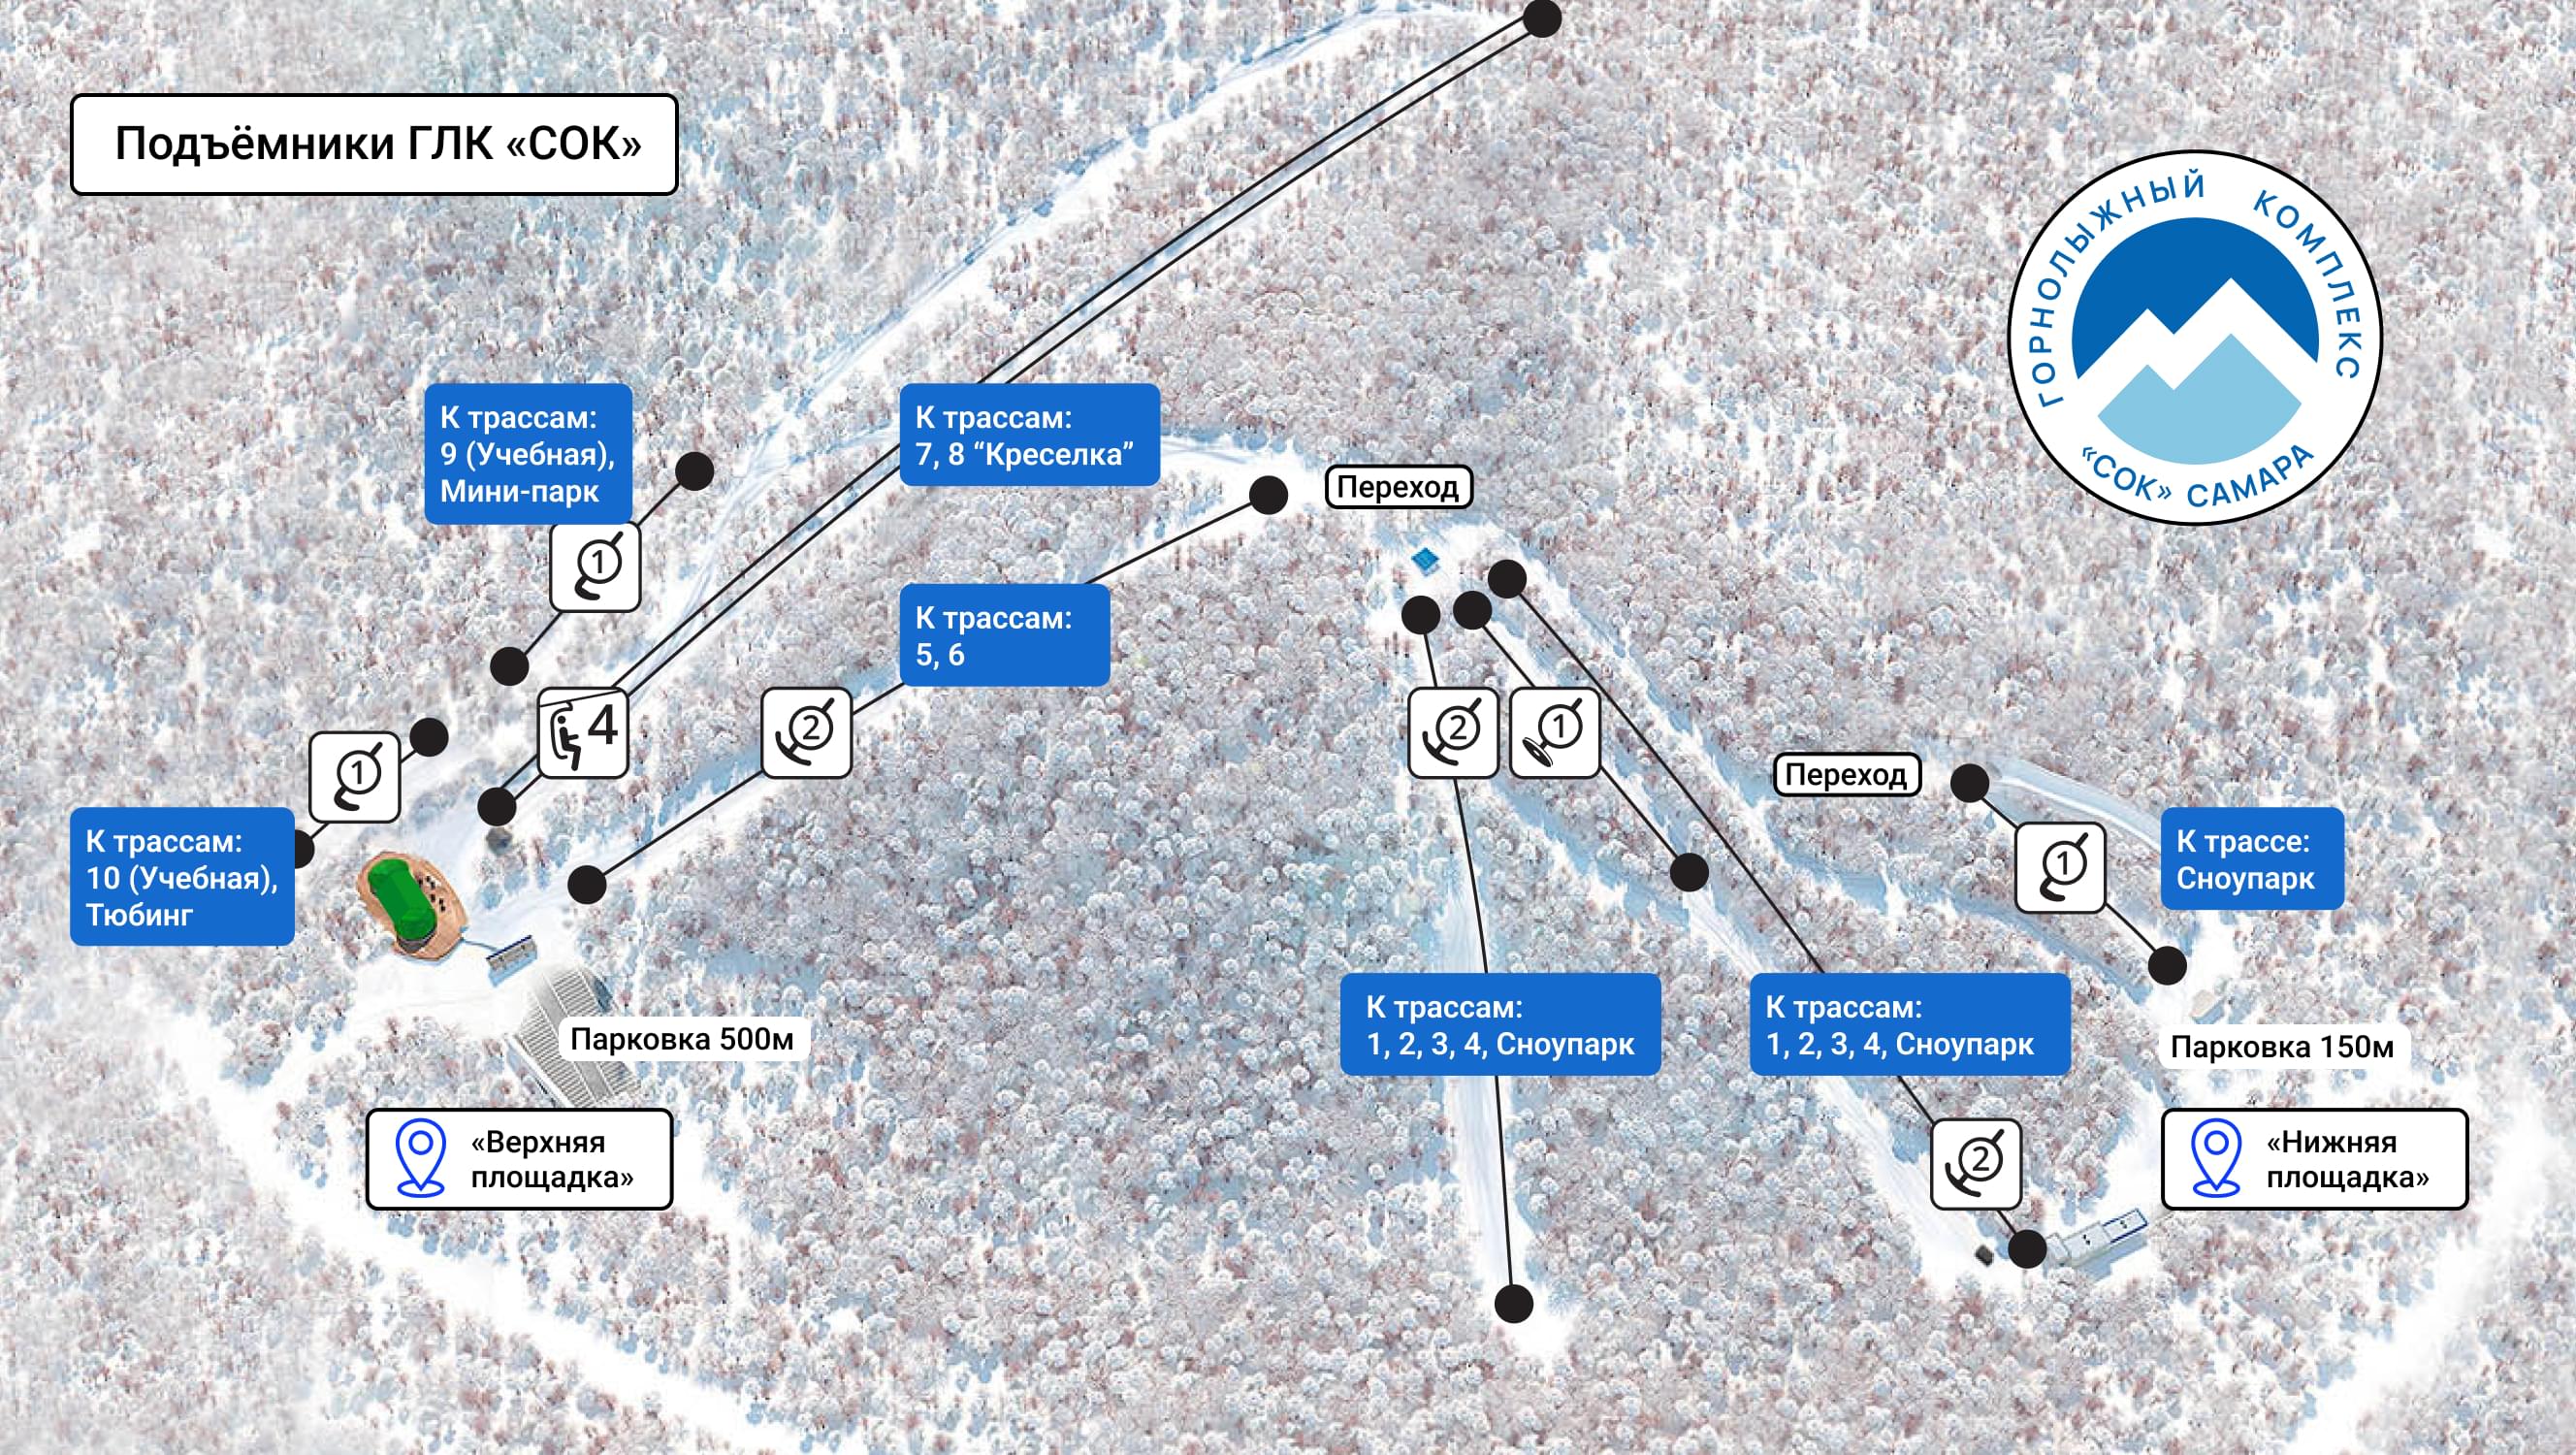 Подъёмники ГЛК «СОК»
ГОРНОЛЫЖНЫЙ КОМПЛЕКС
«СОК» САМАРА
К трассам:
9 (Учебная),
Мини-парк
1
К трассам:
7, 8 “Креселка”
4
Переход
К трассам:
5, 6
2
1
К трассам:
10 (Учебная),
Тюбинг
2
1
Переход
1
К трассе:
Сноупарк
К трассам:
1, 2, 3, 4, Сноупарк
К трассам:
1, 2, 3, 4, Сноупарк
2
Парковка 500м
Парковка 150м
«Верхняя
площадка»
«Нижняя
площадка»